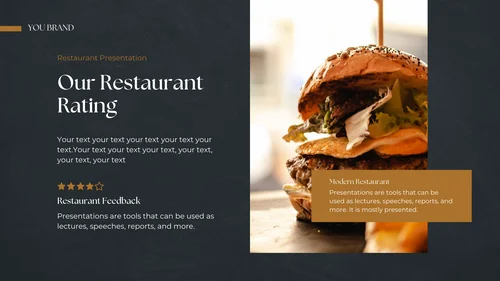 YOU BRAND
Restaurant Presentation
Our Restaurant
Rating
Your text your text your text your text your
text.Your text your text your text, your text,
your text, your text
Restaurant Feedback
Presentations are tools that can be used as
lectures, speeches, reports, and more.
Modern Restaurant
Presentations are tools that can be
used as lectures, speeches, reports, and
more. It is mostly presented.